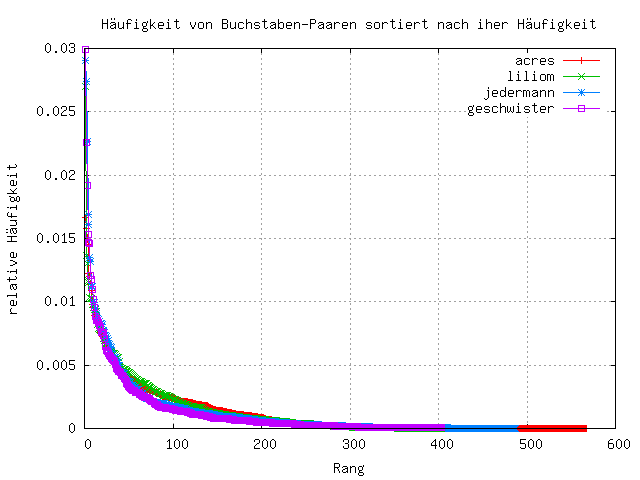 Häufigkeit von Buchstaben-Paaren sortiert nach iher Häufigkeit
0.03
0.025
0.02
0.015
0.01
0.005
0
relative Häufigkeit
acres
liliom
jedermann
geschwister
0 100 200 300 400 500 600
Rang